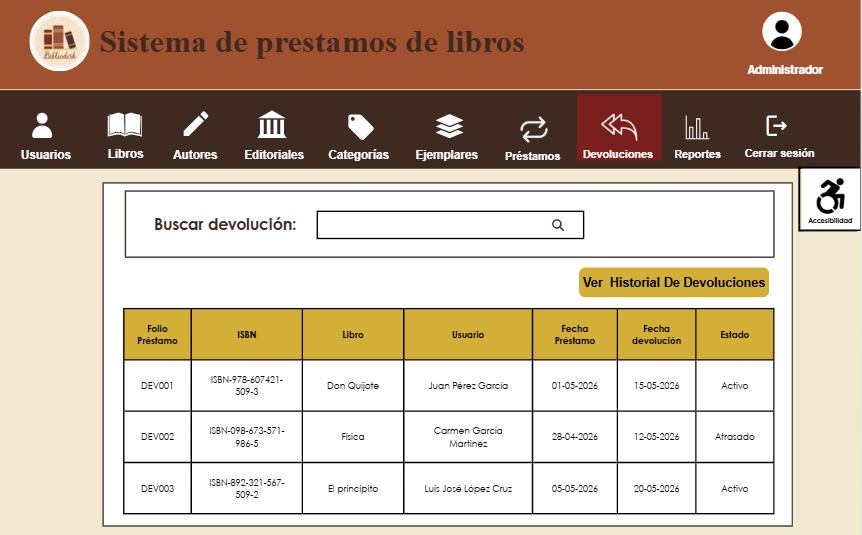 Bibliodesk
Sistema de prestamos de libros
Administrador
Usuarios
Libros
Autores
Editoriales
Categorías
Ejemplares
Préstamos
Devoluciones
Reportes
Cerrar sesión
Accesibilidad
Buscar devolución:
Ver Historial De Devoluciones
Folio Préstamo ISBN Libro Usuario Fecha Préstamo Fecha devolución Estado
DEV001 ISBN-978-607421-509-3 Don Quijote Juan Pérez García 01-05-2026 15-05-2026 Activo
DEV002 ISBN-098-673-571-986-5 Física Carmen García Martinez 28-04-2026 12-05-2026 Atrasado
DEV003 ISBN-892-321-567-509-2 El principito Luis José López Cruz 05-05-2026 20-05-2026 Activo